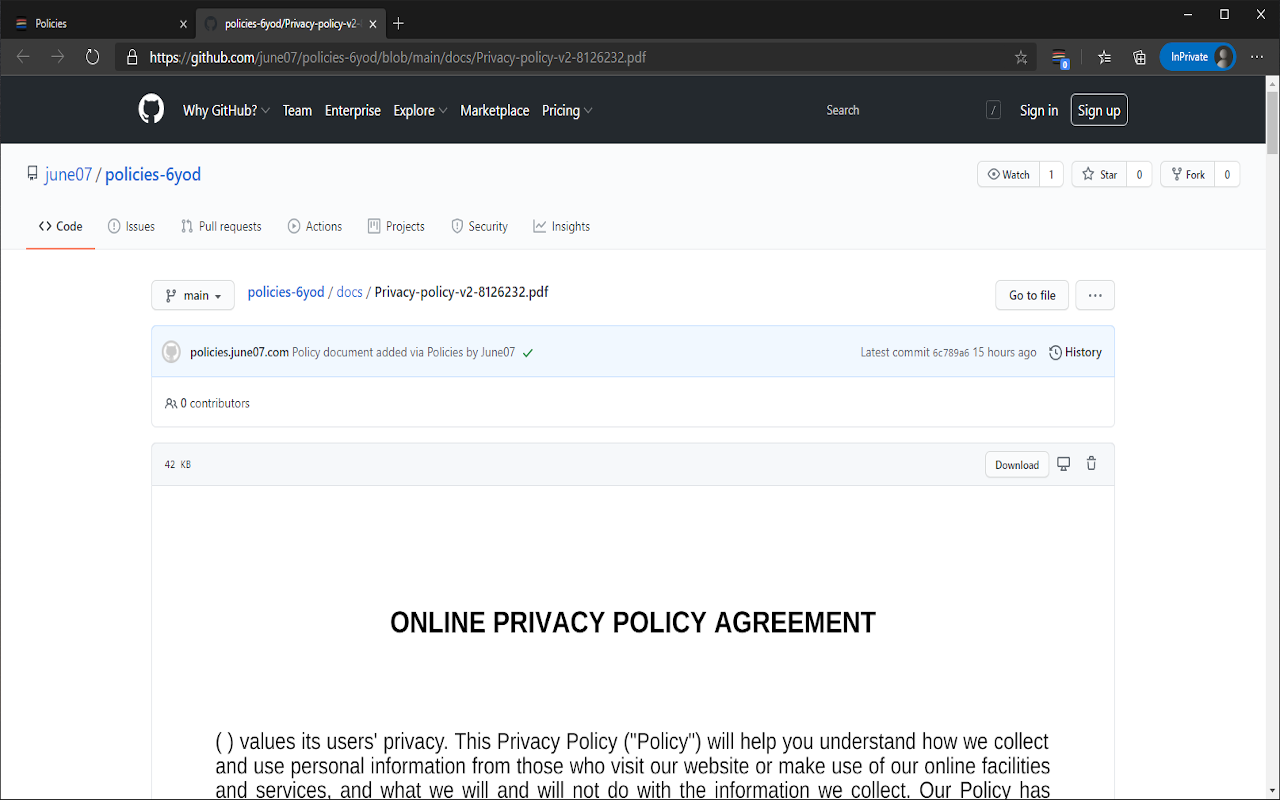 Policies
policies-6yod/Privacy-policy-v2-
https://github.com/june07/policies-6yod/blob/main/docs/Privacy-policy-v2-8126232.pdf
0
InPrivate
Why GitHub? Team Enterprise Explore Marketplace Pricing Search / Sign in Sign up
june07 / policies-6yod Watch 1 Star 0 Fork 0
Code Issues Pull requests Actions Projects Security Insights
main policies-6yod / docs / Privacy-policy-v2-8126232.pdf Go to file ...
policies.june07.com Policy document added via Policies by June07 Latest commit 6c789a6 15 hours ago History
0 contributors
42 KB Download
ONLINE PRIVACY POLICY AGREEMENT
( ) values its users' privacy. This Privacy Policy ("Policy") will help you understand how we collect
and use personal information from those who visit our website or make use of our online facilities
and services, and what we will and will not do with the information we collect. Our Policy has